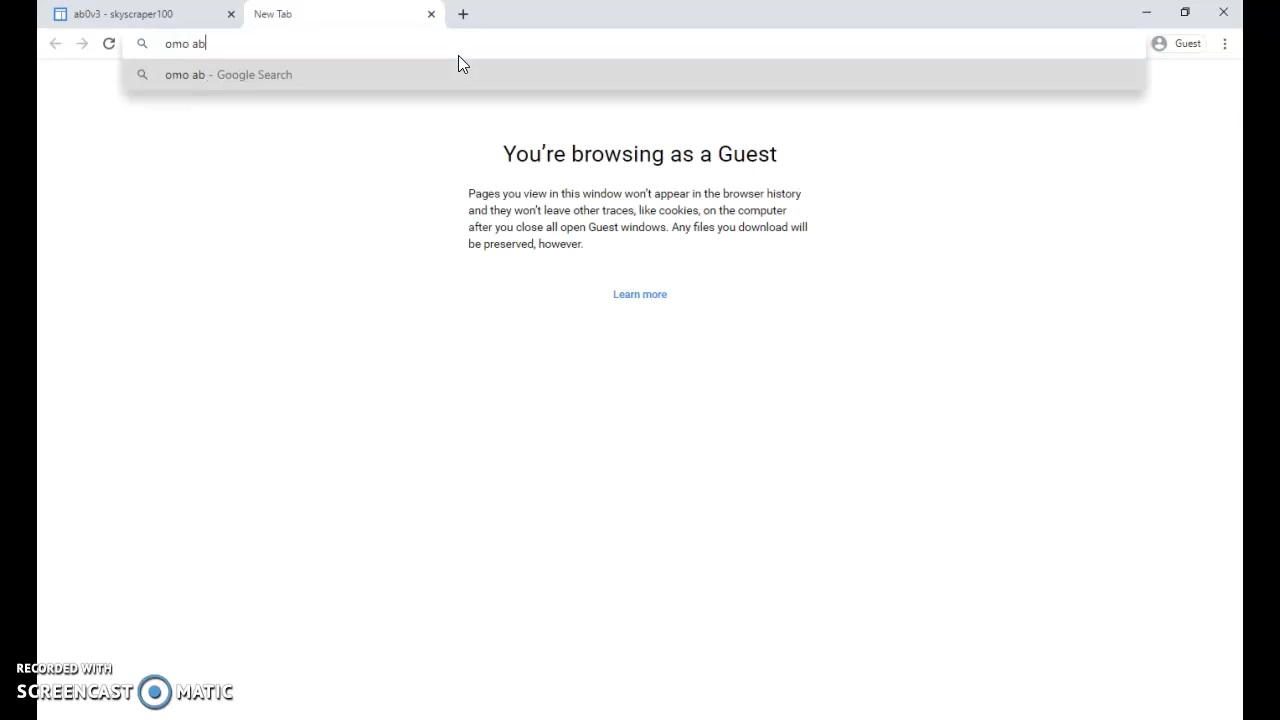 ab0v3 - skyscraper100
New Tab
omo ab
Guest
omo ab - Google Search
You're browsing as a Guest
Pages you view in this window won't appear in the browser history
and they won't leave other traces, like cookies, on the computer
after you close all open Guest windows. Any files you download will
be preserved, however.
Learn more
RECORDED WITH
SCREENCAST MATIC